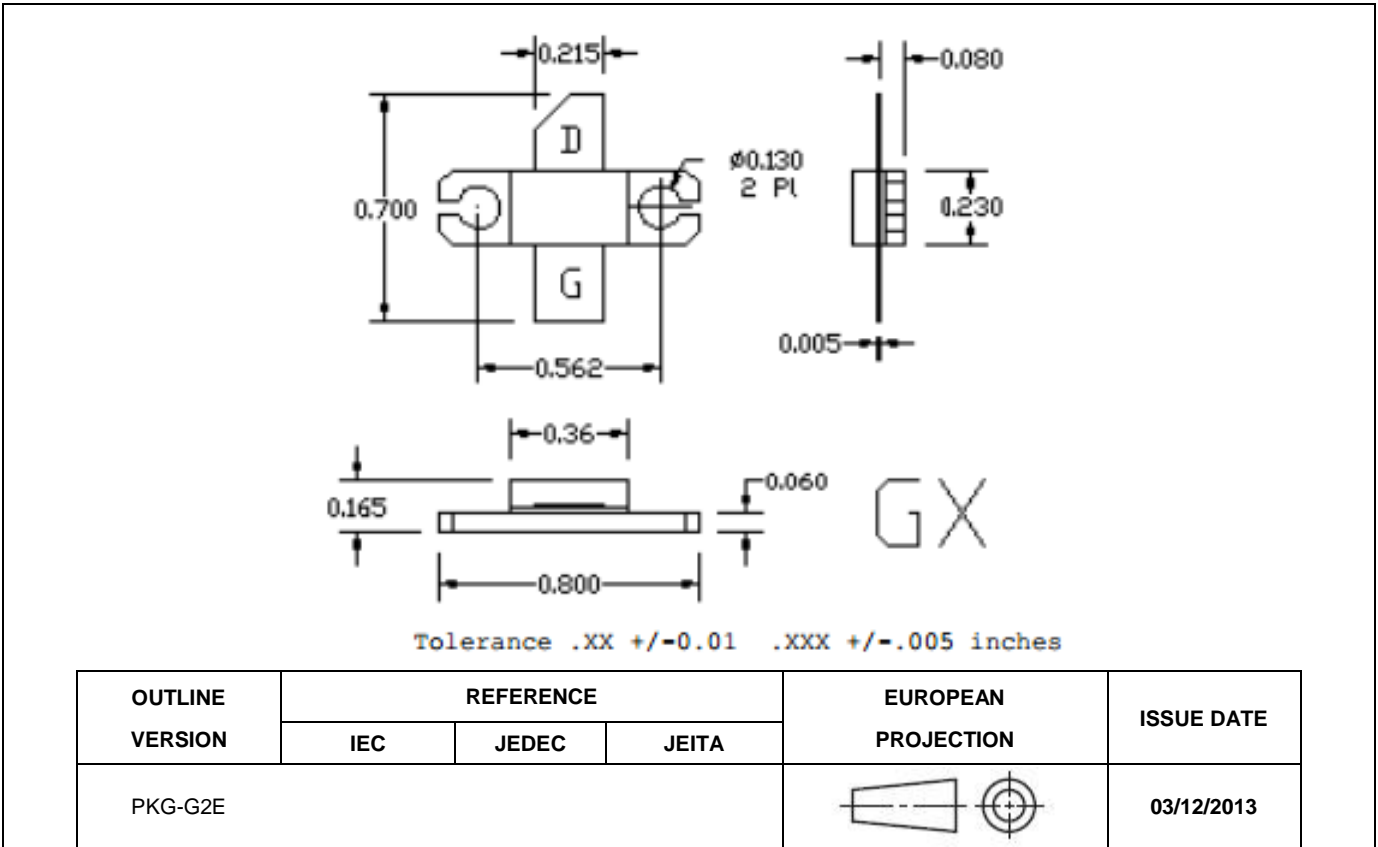 0.215
0.080
D
Ø0.130
2 Pl
0.700
0.230
G
0.005
0.562
0.36
0.060
0.165
GX
0.800
Tolerance .XX +/-0.01 .XXX +/-.005 inches
OUTLINE VERSION
REFERENCE
EUROPEAN PROJECTION
ISSUE DATE
IEC
JEDEC
JEITA
PKG-G2E
03/12/2013